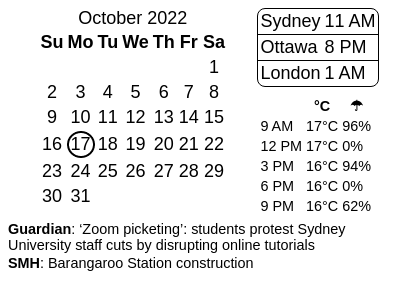 October 2022
Su Mo Tu We Th Fr Sa
1
2 3 4 5 6 7 8
9 10 11 12 13 14 15
16 17 18 19 20 21 22
23 24 25 26 27 28 29
30 31
Sydney 11 AM
Ottawa 8 PM
London 1 AM
°C ☂
9 AM 17°C 96%
12 PM 17°C 0%
3 PM 16°C 94%
6 PM 16°C 0%
9 PM 16°C 62%
Guardian: ‘Zoom picketing’: students protest Sydney
University staff cuts by disrupting online tutorials
SMH: Barangaroo Station construction